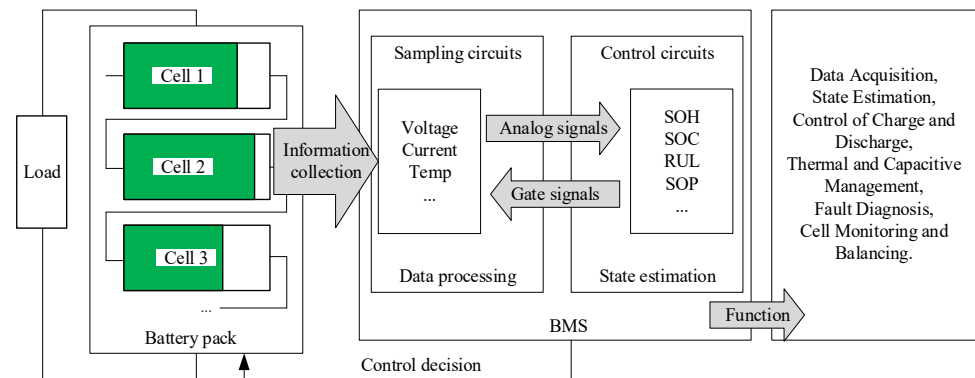 Load
Cell 1
Cell 2
Cell 3
...
Battery pack
Information
collection
Sampling circuits
Voltage
Current
Temp
...
Data processing
Analog signals
Gate signals
Control circuits
SOH
SOC
RUL
SOP
...
State estimation
BMS
Control decision
Function
Data Acquisition,
State Estimation,
Control of Charge and
Discharge,
Thermal and Capacitive
Management,
Fault Diagnosis,
Cell Monitoring and
Balancing.